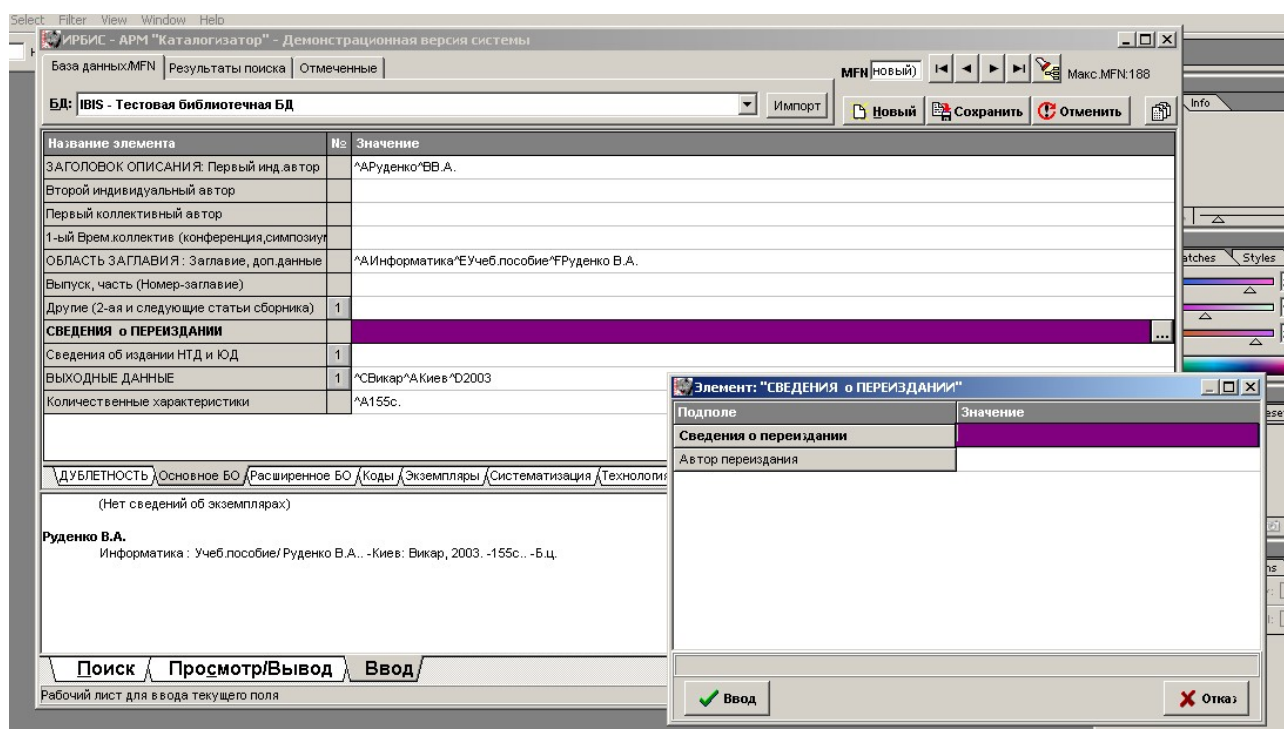 Select Filter View Window Help
ИРБИС - АРМ "Каталогизатор" - Демонстрационная версия системы
База данных/MFN Результаты поиска Отмеченные
MFN новый) Макс.MFN:188
БД: IBIS - Тестовая библиотечная БД Импорт Новый Сохранить Отменить
Info
Название элемента № Значение
ЗАГОЛОВОК ОПИСАНИЯ: Первый инд.автор ^AРуденко^BВ.А.
Второй индивидуальный автор
Первый коллективный автор
1-ый Врем.коллектив (конференция,симпозиум
ОБЛАСТЬ ЗАГЛАВИЯ : Заглавие, доп.данные ^AИнформатика^EУчеб.пособие^FРуденко В.А.
atches Styles
Выпуск, часть (Номер-заглавие)
Другие (2-ая и следующие статьи сборника) 1
СВЕДЕНИЯ о ПЕРЕИЗДАНИИ ...
Сведения об издании НТД и ЮД 1
ВЫХОДНЫЕ ДАННЫЕ 1 ^CВикар^AКиев^D2003
Количественные характеристики ^A155с.
ДУБЛЕТНОСТЬ Основное БО Расширенное БО Коды Экземпляры Систематизация Технология
(Нет сведений об экземплярах)
Руденко В.А.
Информатика : Учеб.пособие/ Руденко В.А.. -Киев: Викар, 2003. -155с.. -Б.ц.
Поиск Просмотр/Вывод Ввод
Рабочий лист для ввода текущего поля
Элемент: "СВЕДЕНИЯ о ПЕРЕИЗДАНИИ"
Подполе Значение
Сведения о переиздании
Автор переиздания
Ввод Отказ